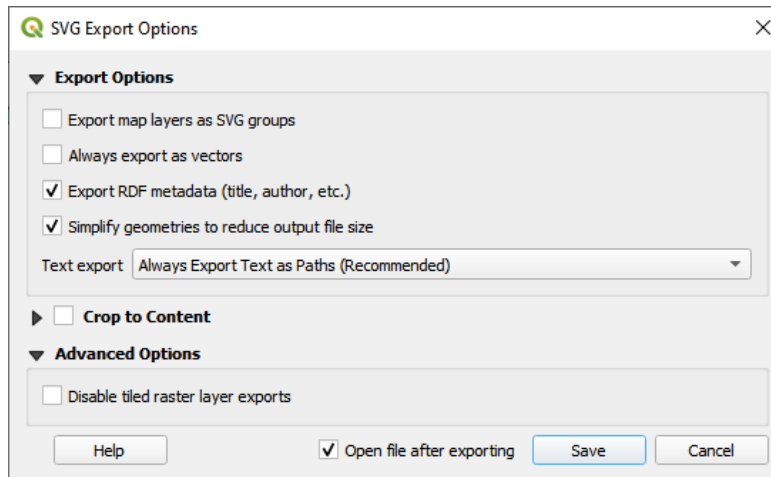 SVG Export Options
Export Options
Export map layers as SVG groups
Always export as vectors
Export RDF metadata (title, author, etc.)
Simplify geometries to reduce output file size
Text export Always Export Text as Paths (Recommended)
Crop to Content
Advanced Options
Disable tiled raster layer exports
Help Open file after exporting Save Cancel